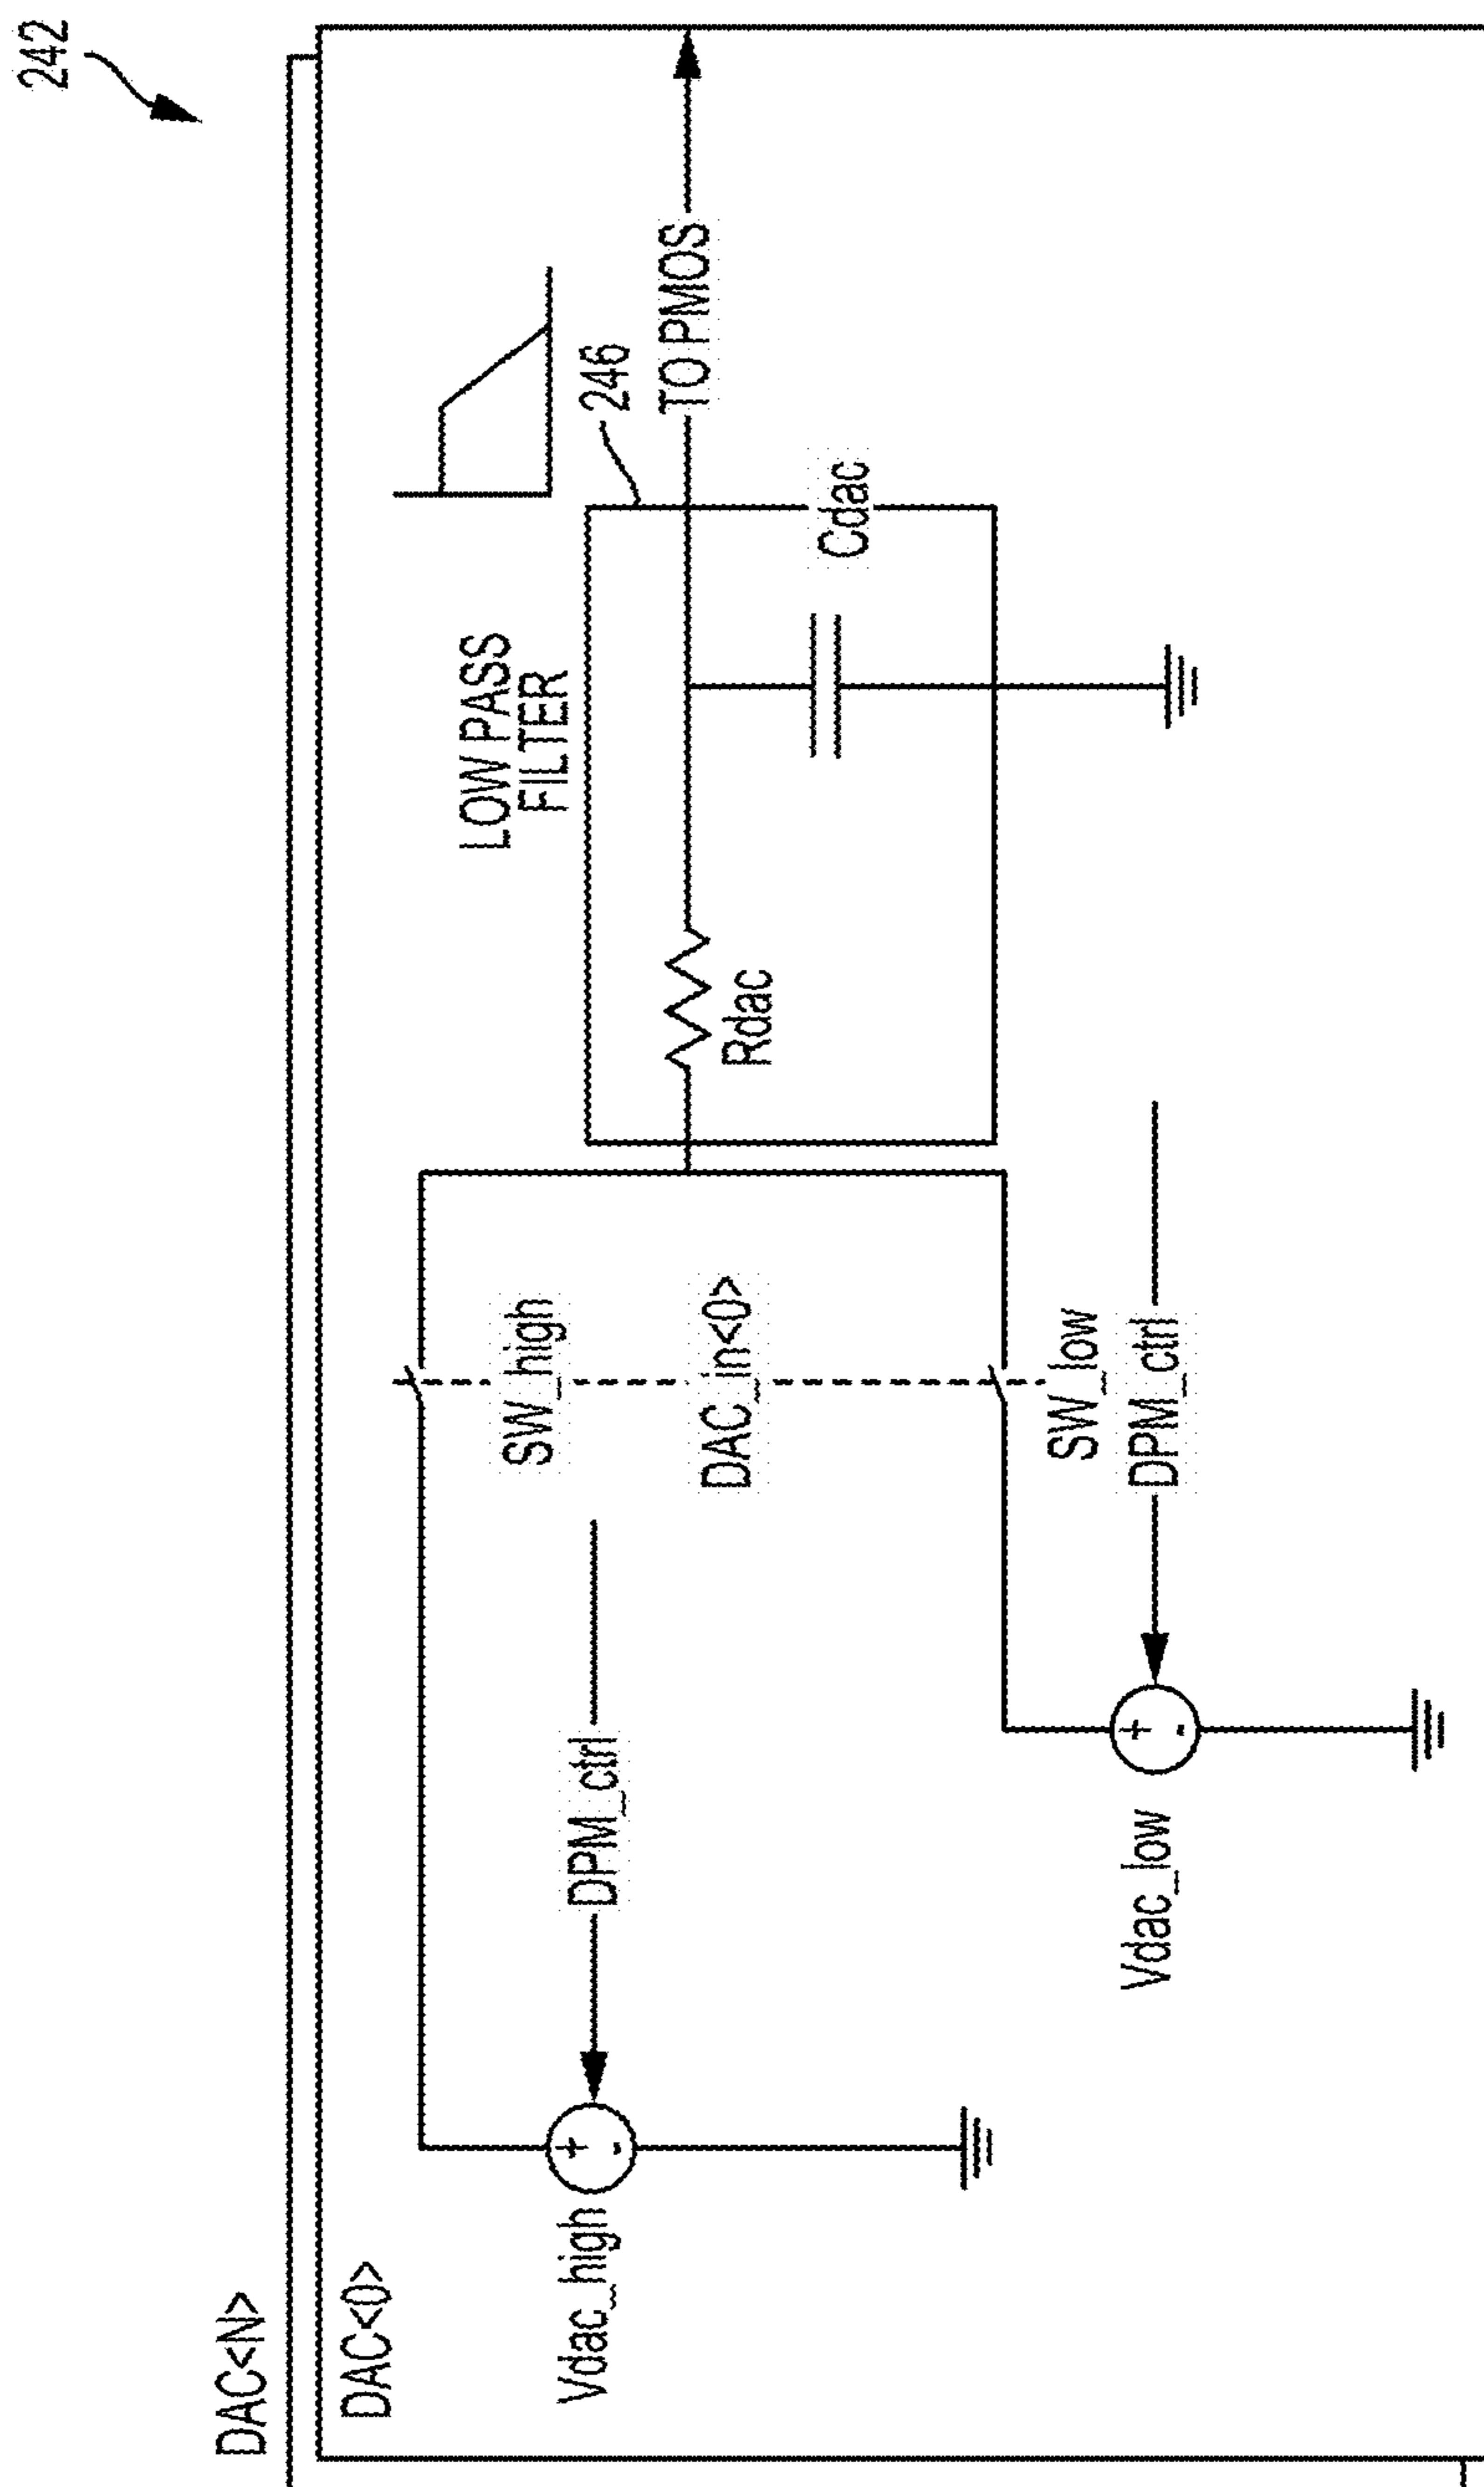 242
DAC<N>
DAC<0>
LOW PASS
FILTER
246
TO PMOS
SW_high
Vdac_high
DPM_ctrl
Rdac
DAC_in<0>
Cdac
SW_low
DPM_ctrl
Vdac_low